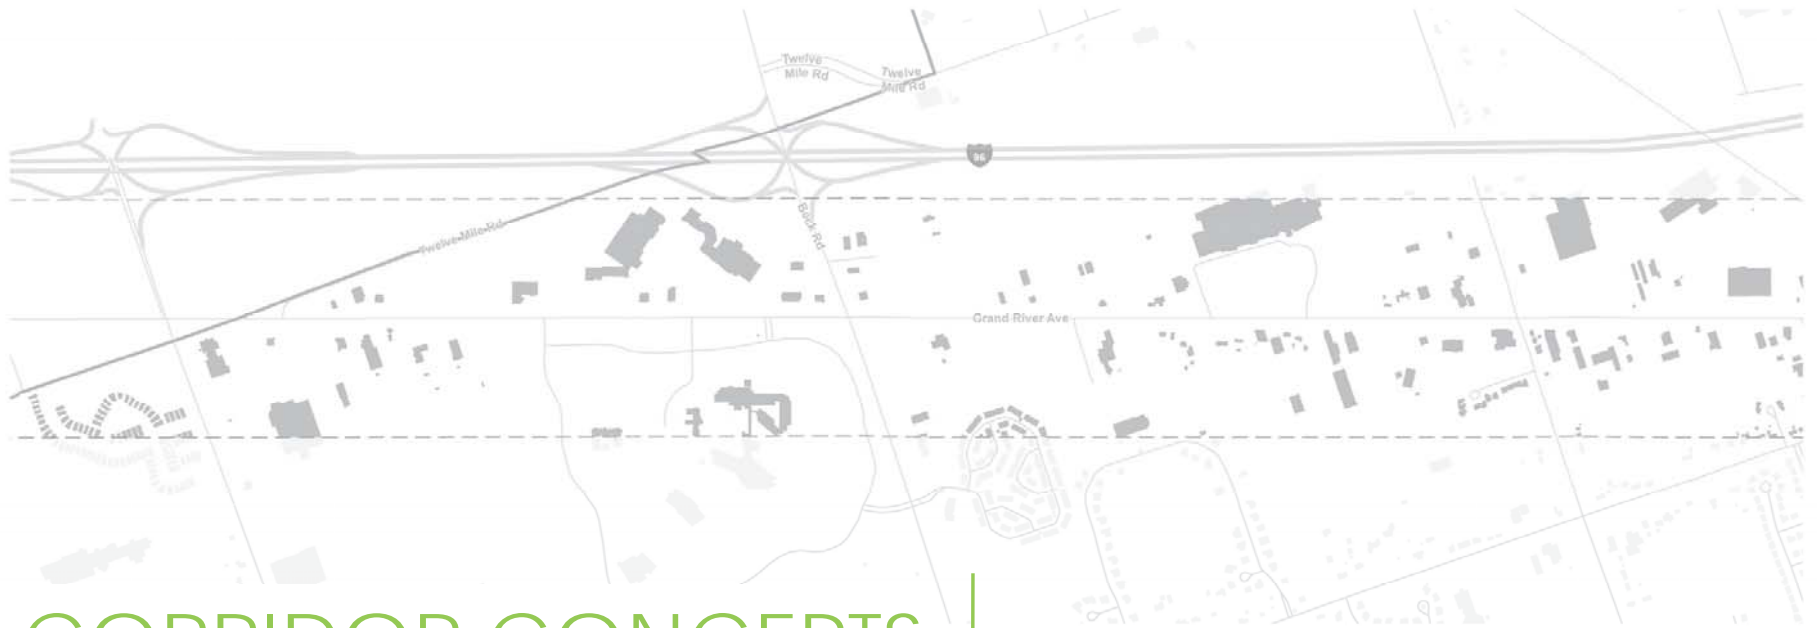 Twelve
Mile Rd
Twelve
Mile Rd
96
Twelve Mile Rd
Beck Rd
Grand River Ave
CORRIDOR CONCEPTS